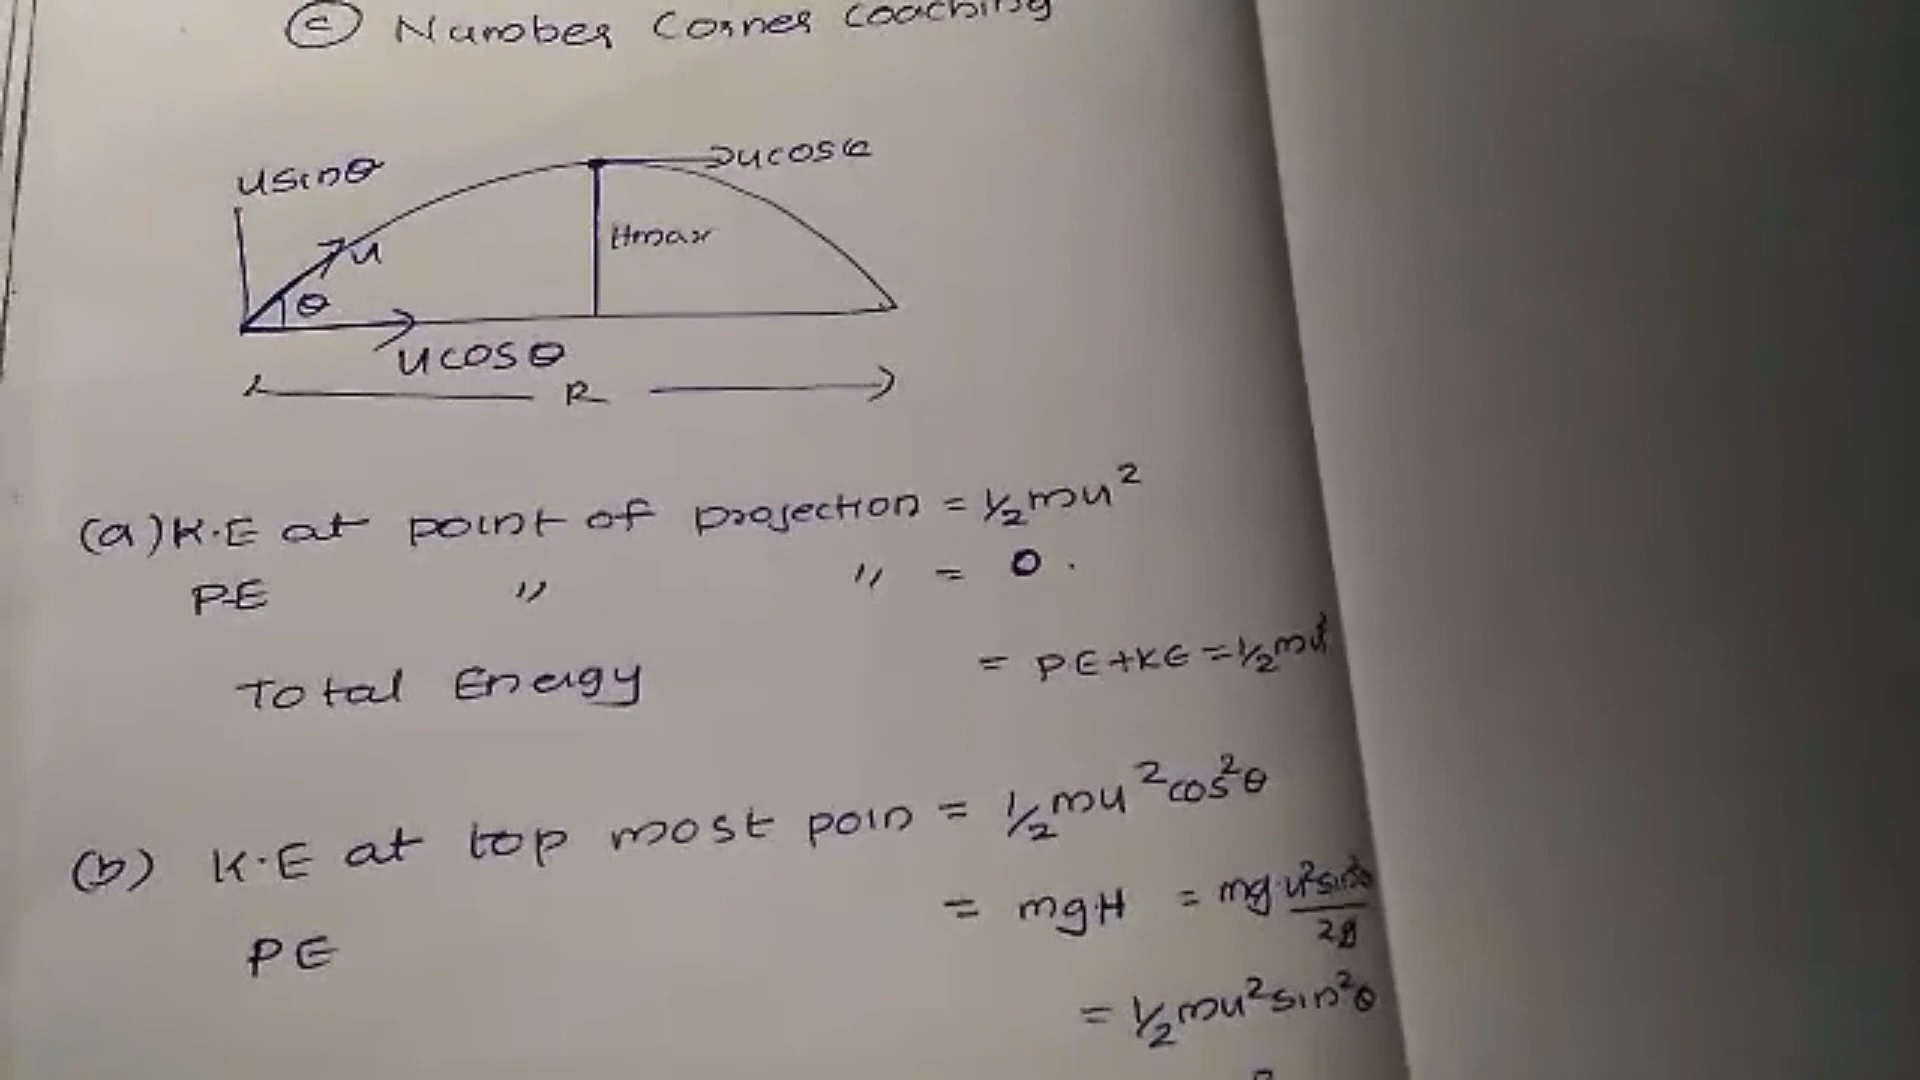 © Number Corner Coaching
usinθ
ucosθ
Hmax
u
θ
ucosθ
R
(a) K.E at point of projection = 1/2mu²
PE " " = 0.
Total Energy = PE+KE = 1/2mu²
(b) K.E at top most poin = 1/2mu²cos²θ
PE = mgH = mg.u²sin²θ/2g
= 1/2mu²sin²θ